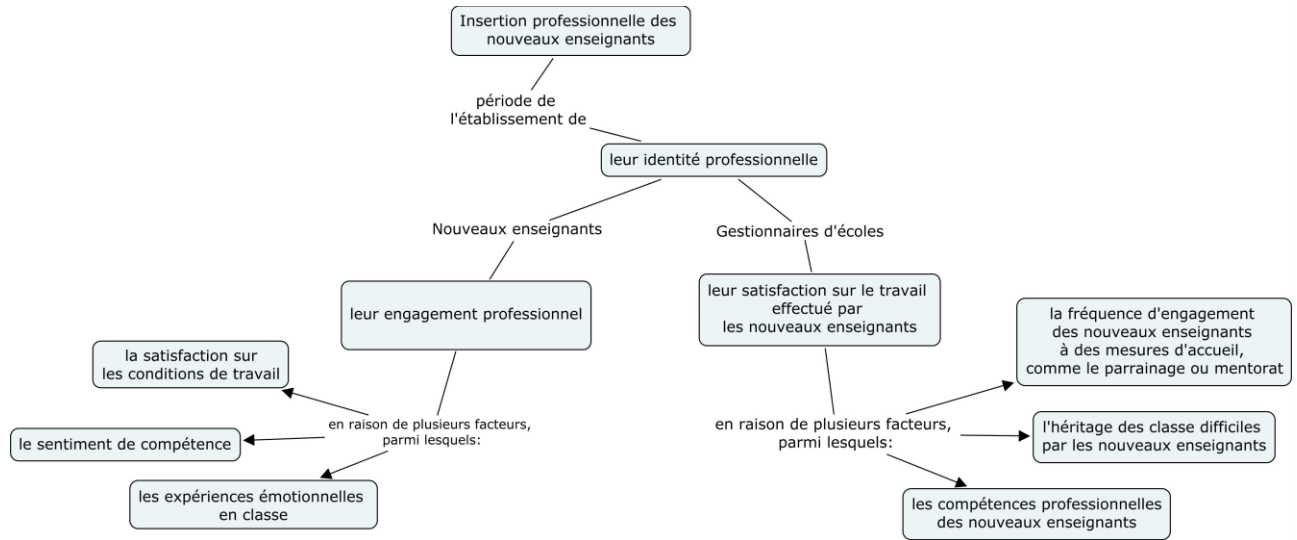 Insertion professionnelle des
nouveaux enseignants
période de
l'établissement de
leur identité professionnelle
Nouveaux enseignants
Gestionnaires d'écoles
leur engagement professionnel
leur satisfaction sur le travail
effectué par
les nouveaux enseignants
la satisfaction sur
les conditions de travail
en raison de plusieurs facteurs,
parmi lesquels:
le sentiment de compétence
les expériences émotionnelles
en classe
la fréquence d'engagement
des nouveaux enseignants
à des mesures d'accueil,
comme le parrainage ou mentorat
en raison de plusieurs facteurs,
parmi lesquels:
l'héritage des classe difficiles
par les nouveaux enseignants
les compétences professionnelles
des nouveaux enseignants